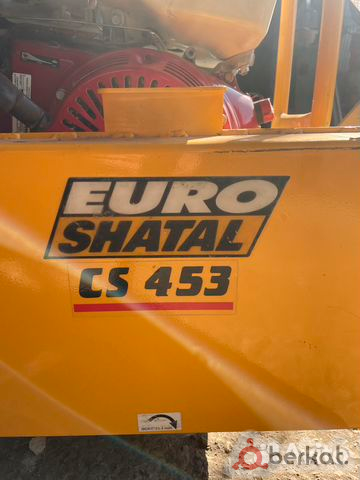 EURO
SHATAL
CS 453
berkat.